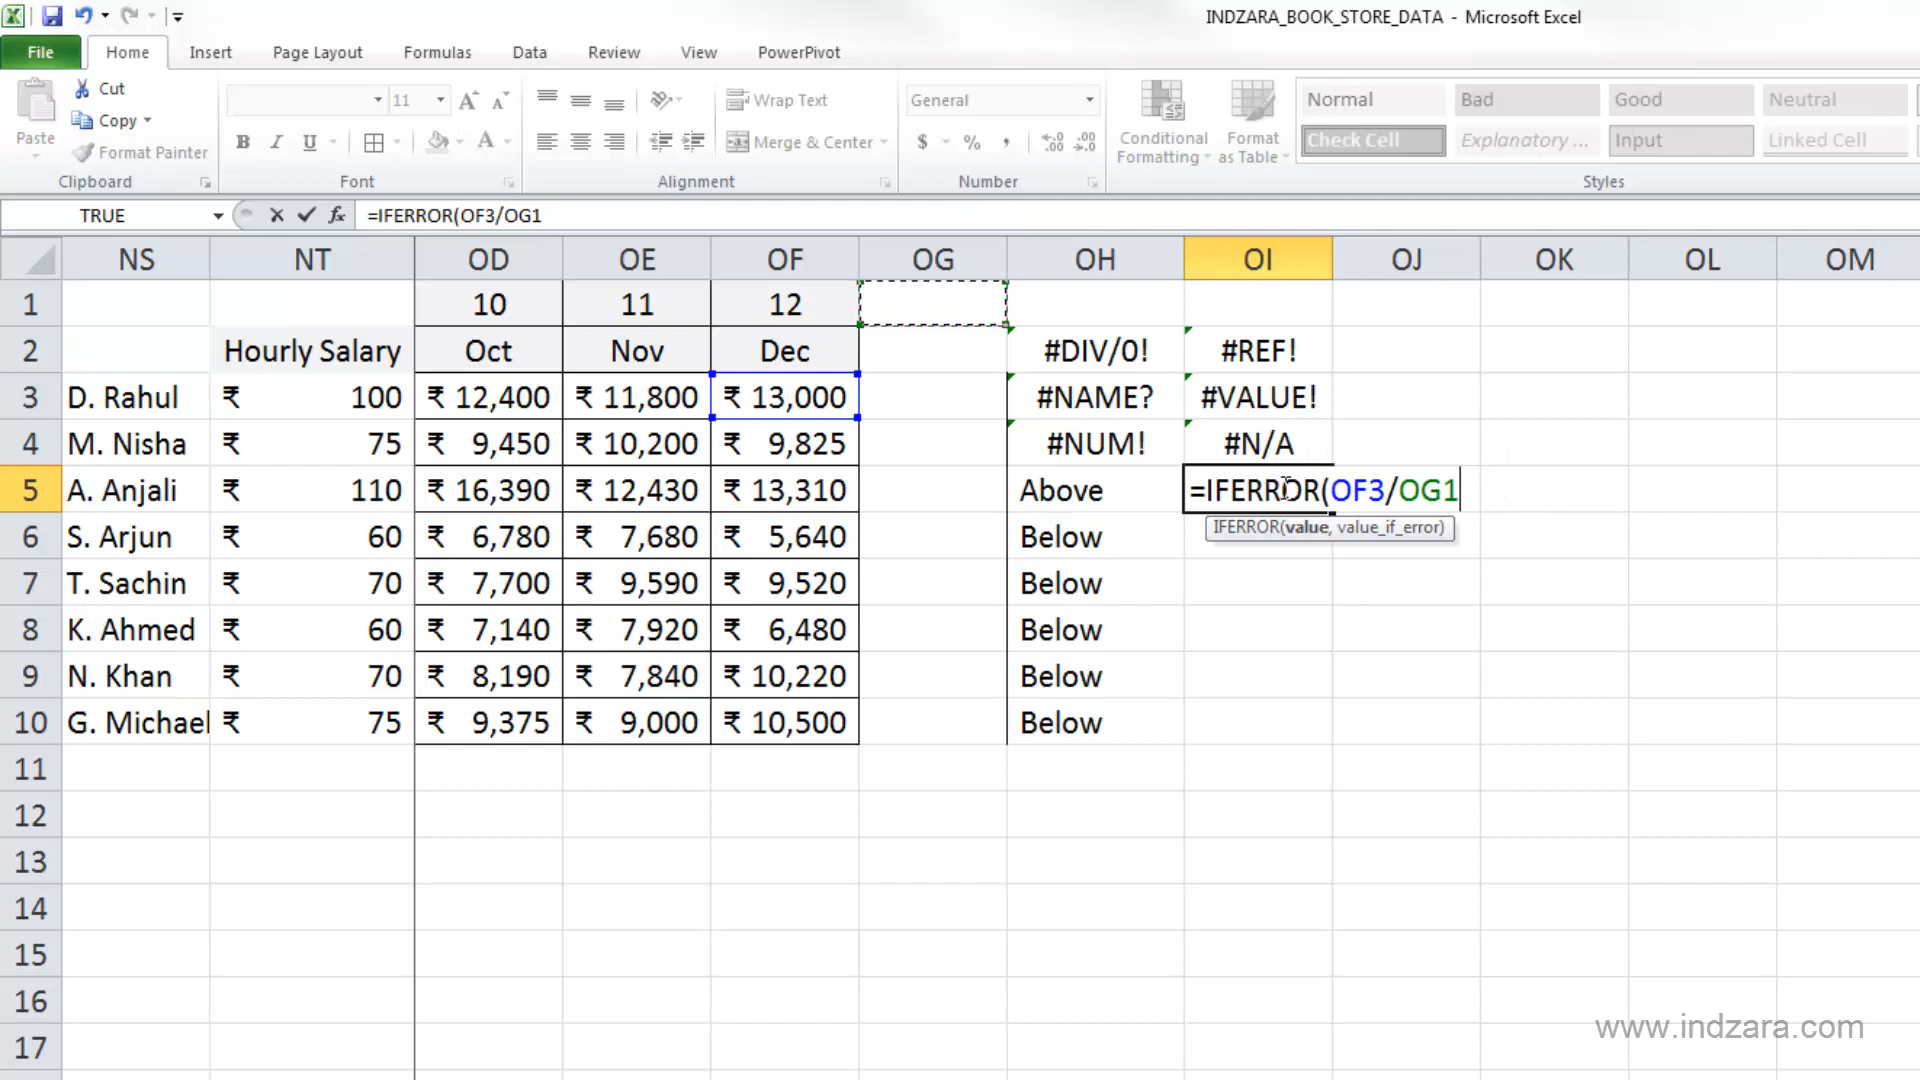 INDZARA_BOOK_STORE_DATA - Microsoft Excel
File Home Insert Page Layout Formulas Data Review View PowerPivot
Paste Cut Copy Format Painter
Clipboard
11 B I U
Font
Wrap Text
Merge & Center
Alignment
General
$ % ,
Number
Conditional Formatting
Format as Table
Normal Bad Good Neutral
Check Cell Explanatory ... Input Linked Cell
Styles
TRUE fx =IFERROR(OF3/OG1
NS NT OD OE OF OG OH OI OJ OK OL OM
1 10 11 12
2 Hourly Salary Oct Nov Dec #DIV/0! #REF!
3 D. Rahul ₹ 100 ₹ 12,400 ₹ 11,800 ₹ 13,000 #NAME? #VALUE!
4 M. Nisha ₹ 75 ₹ 9,450 ₹ 10,200 ₹ 9,825 #NUM! #N/A
5 A. Anjali ₹ 110 ₹ 16,390 ₹ 12,430 ₹ 13,310 Above =IFERROR(OF3/OG1
IFERROR(value, value_if_error)
6 S. Arjun ₹ 60 ₹ 6,780 ₹ 7,680 ₹ 5,640 Below
7 T. Sachin ₹ 70 ₹ 7,700 ₹ 9,590 ₹ 9,520 Below
8 K. Ahmed ₹ 60 ₹ 7,140 ₹ 7,920 ₹ 6,480 Below
9 N. Khan ₹ 70 ₹ 8,190 ₹ 7,840 ₹ 10,220 Below
10 G. Michael ₹ 75 ₹ 9,375 ₹ 9,000 ₹ 10,500 Below
11
12
13
14
15
16
17
www.indzara.com